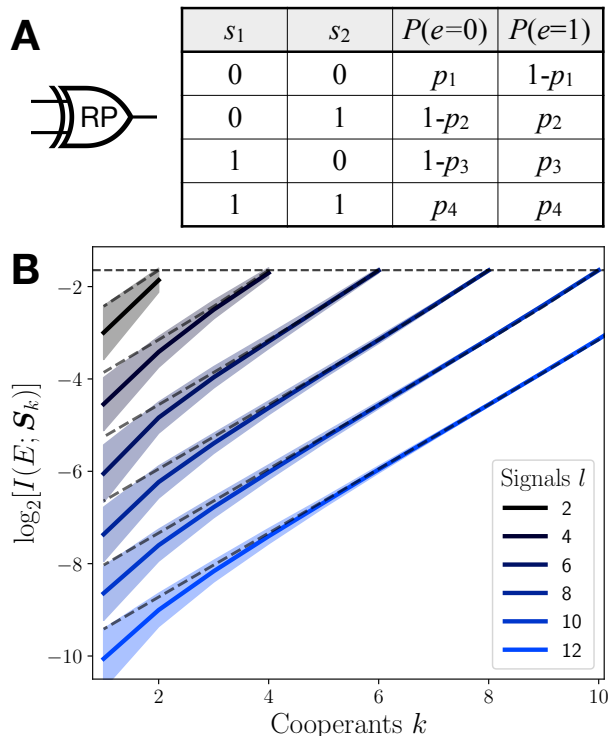 A
RP
s1 s2 P(e=0) P(e=1)
0 0 p1 1-p1
0 1 1-p2 p2
1 0 1-p3 p3
1 1 p4 p4
B
log2[I(E; Sk)]
−2
−4
−6
−8
−10
Signals l
2
4
6
8
10
12
2 4 6 8 10
Cooperants k